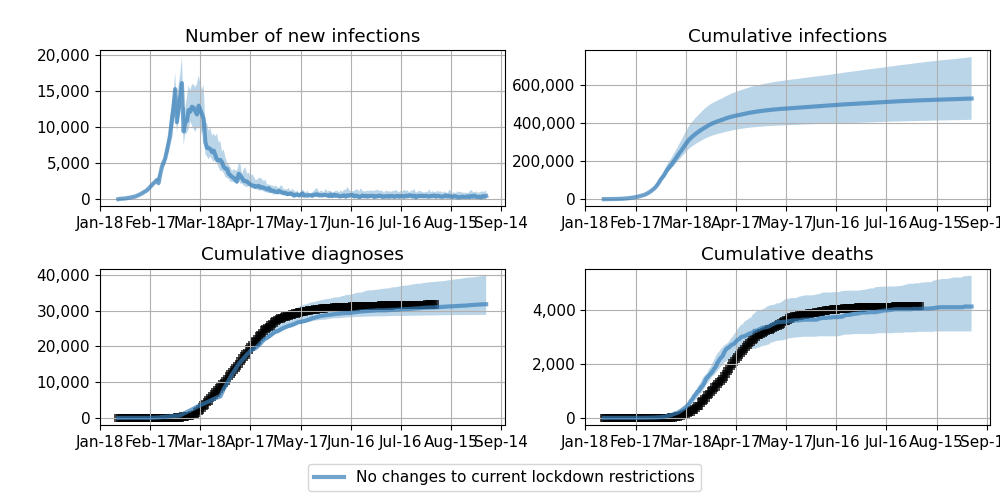 Number of new infections
20,000
15,000
10,000
5,000
0
Jan-18 Feb-17 Mar-18 Apr-17 May-17 Jun-16 Jul-16 Aug-15 Sep-14
Cumulative infections
600,000
400,000
200,000
0
Jan-18 Feb-17 Mar-18 Apr-17 May-17 Jun-16 Jul-16 Aug-15 Sep-1
Cumulative diagnoses
40,000
30,000
20,000
10,000
0
Jan-18 Feb-17 Mar-18 Apr-17 May-17 Jun-16 Jul-16 Aug-15 Sep-14
Cumulative deaths
4,000
2,000
0
Jan-18 Feb-17 Mar-18 Apr-17 May-17 Jun-16 Jul-16 Aug-15 Sep-1
No changes to current lockdown restrictions